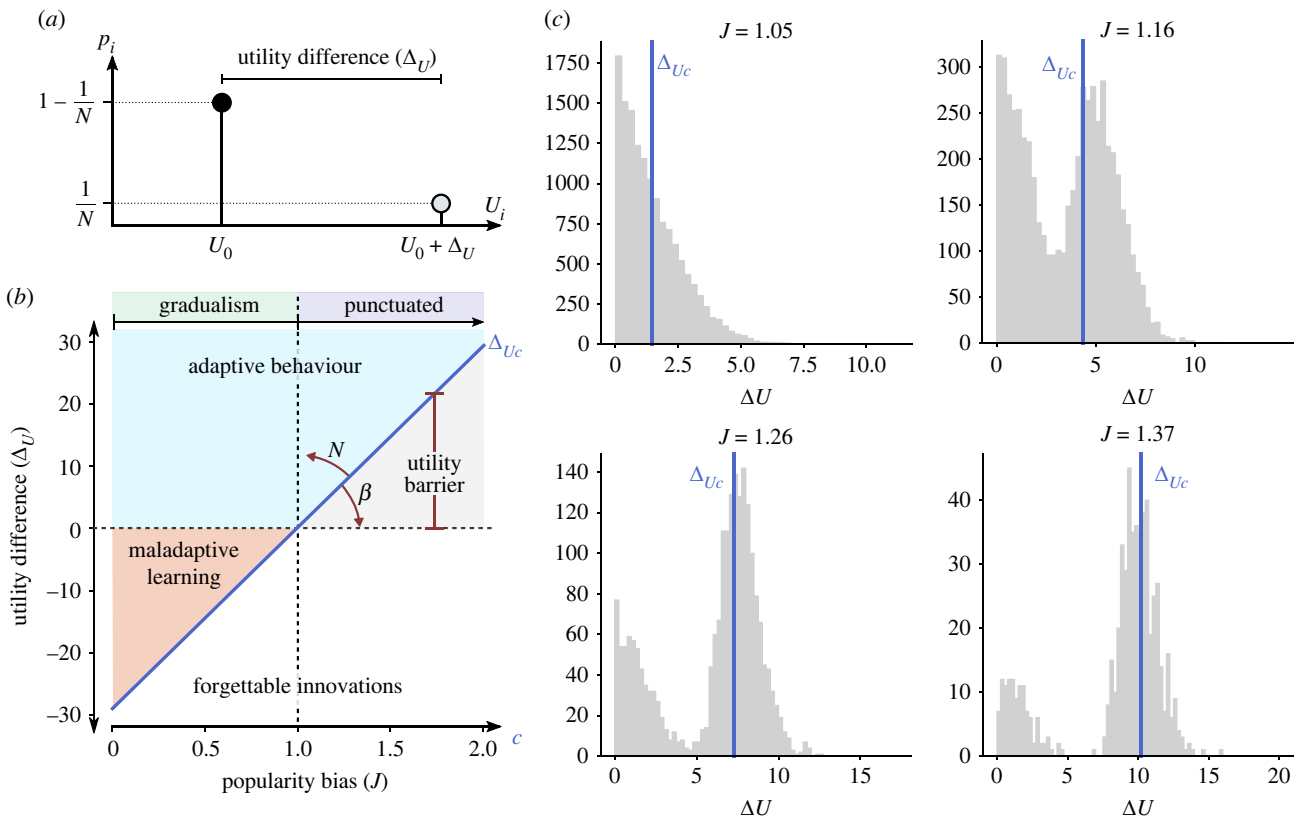 (a)
p_i
utility difference (Δ_U)
1 − 1/N
1/N
U_i
U_0
U_0 + Δ_U
(b)
gradualism
punctuated
Δ_Uc
adaptive behaviour
maladaptive
learning
forgettable innovations
N
β
utility
barrier
utility difference (Δ_U)
30
20
10
0
−10
−20
−30
0
0.5
1.0
1.5
2.0
c
popularity bias (J)
(c)
J = 1.05
Δ_Uc
1750
1500
1250
1000
750
500
250
0
0
2.5
5.0
7.5
10.0
ΔU
J = 1.16
Δ_Uc
300
250
200
150
100
50
0
0
5
10
ΔU
J = 1.26
Δ_Uc
140
120
100
80
60
40
20
0
0
5
10
15
ΔU
J = 1.37
Δ_Uc
40
30
20
10
0
0
5
10
15
20
ΔU